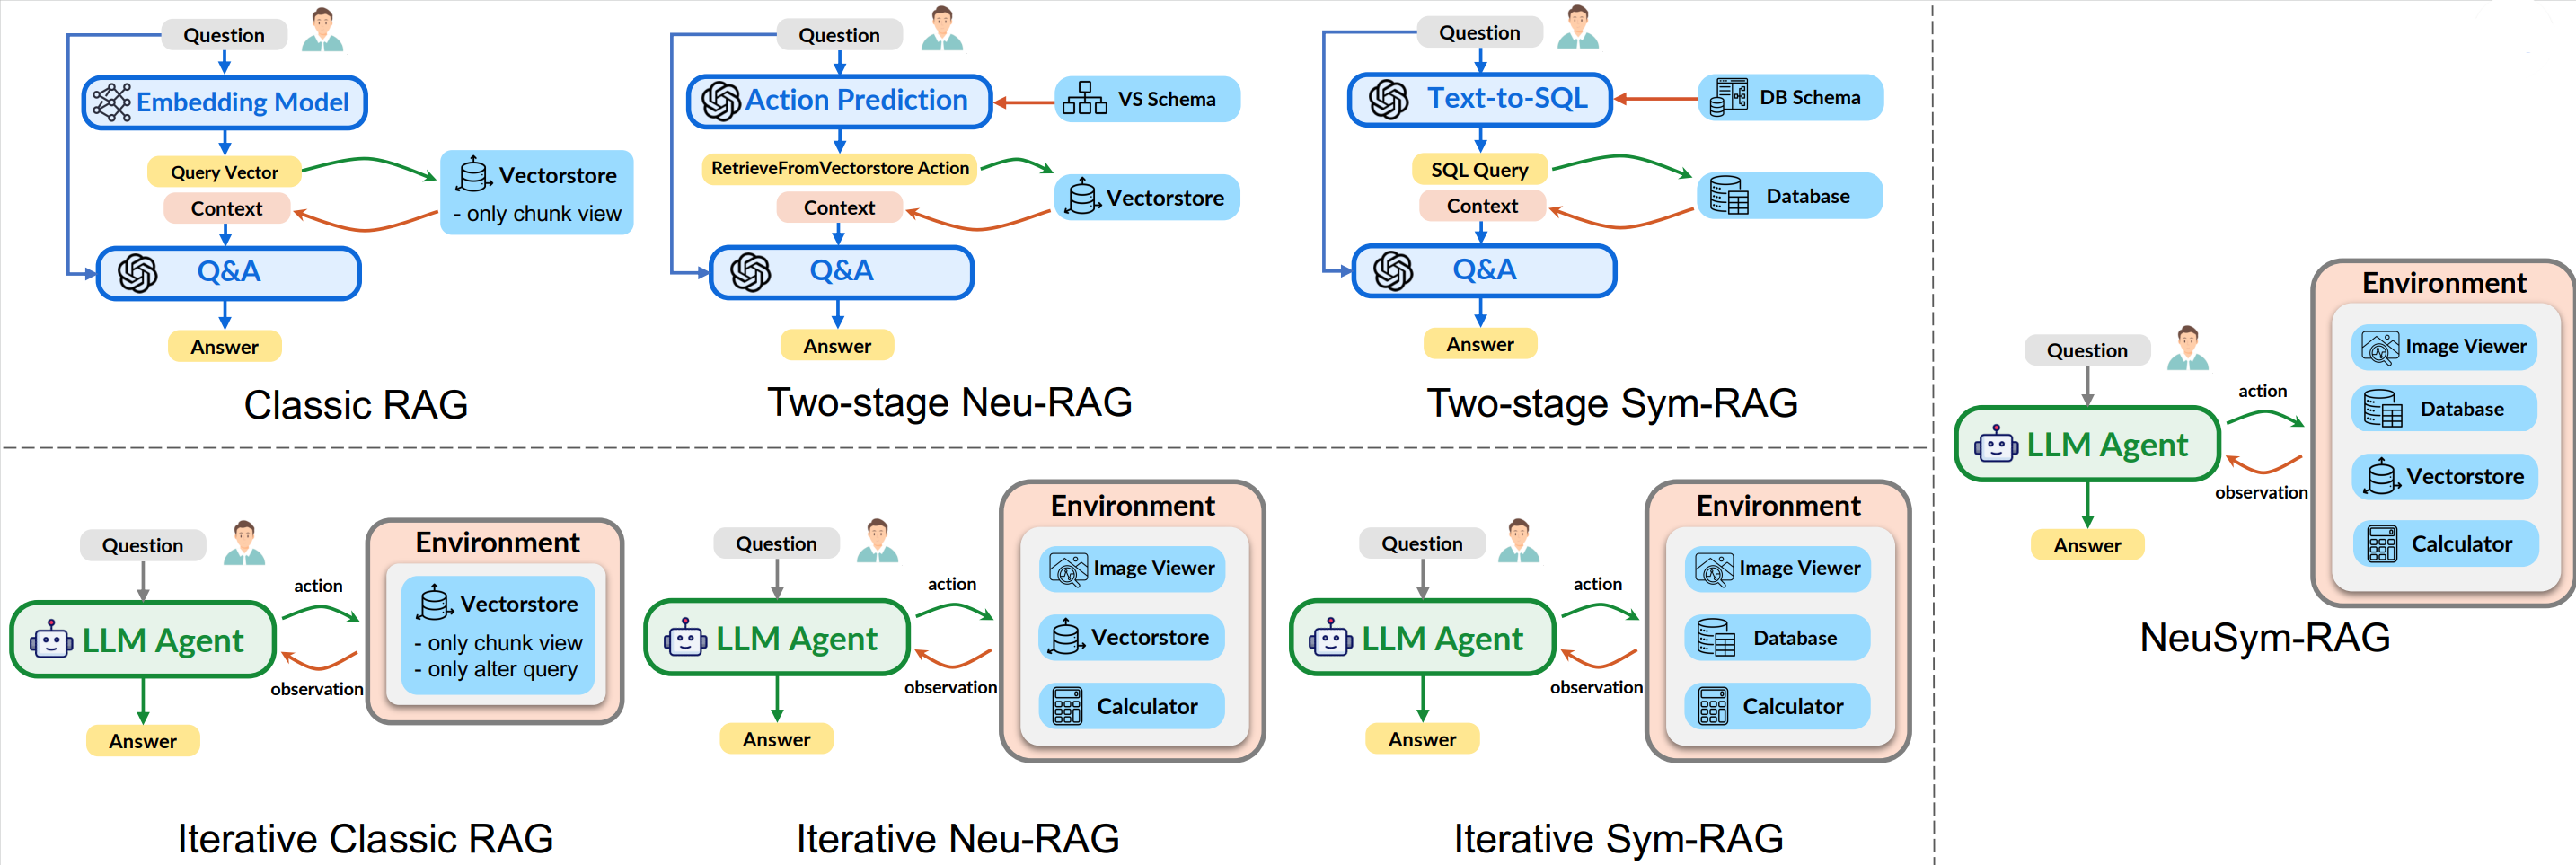 Question
Embedding Model
Query Vector
Vectorstore
- only chunk view
Context
Q&A
Answer
Classic RAG
Question
Action Prediction
VS Schema
RetrieveFromVectorstore Action
Vectorstore
Context
Q&A
Answer
Two-stage Neu-RAG
Question
Text-to-SQL
DB Schema
SQL Query
Database
Context
Q&A
Answer
Two-stage Sym-RAG
Question
LLM Agent
action
observation
Environment
Vectorstore
- only chunk view
- only alter query
Answer
Iterative Classic RAG
Question
LLM Agent
action
observation
Environment
Image Viewer
Vectorstore
Calculator
Answer
Iterative Neu-RAG
Question
LLM Agent
action
observation
Environment
Image Viewer
Database
Calculator
Answer
Iterative Sym-RAG
Question
LLM Agent
action
observation
Environment
Image Viewer
Database
Vectorstore
Calculator
Answer
NeuSym-RAG